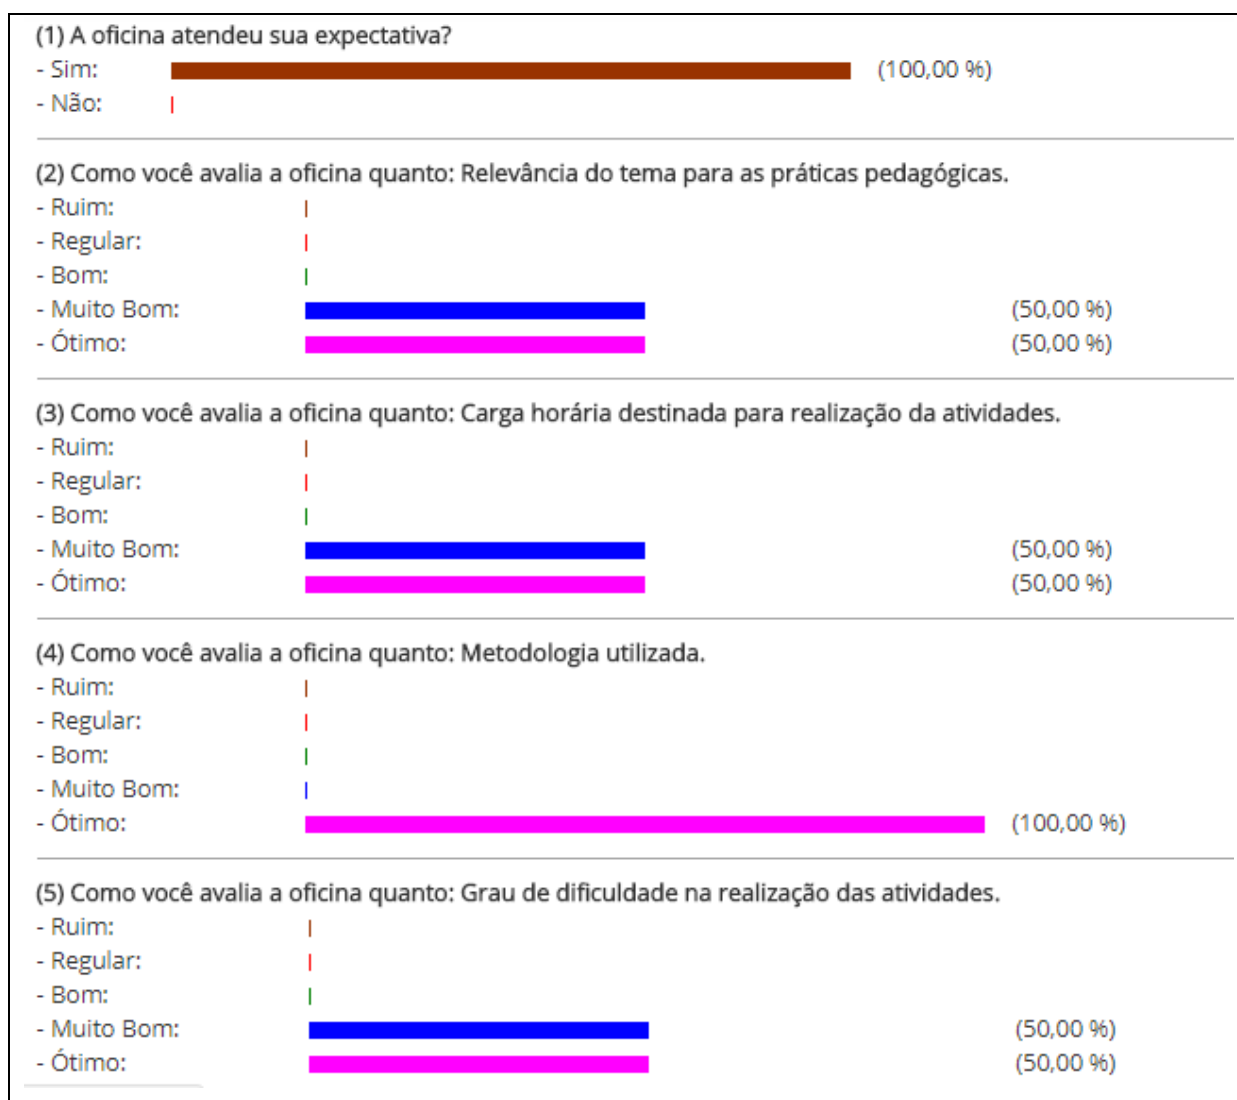 (1) A oficina atendeu sua expectativa?
- Sim: (100,00 %)
- Não:
(2) Como você avalia a oficina quanto: Relevância do tema para as práticas pedagógicas.
- Ruim:
- Regular:
- Bom:
- Muito Bom: (50,00 %)
- Ótimo: (50,00 %)
(3) Como você avalia a oficina quanto: Carga horária destinada para realização da atividades.
- Ruim:
- Regular:
- Bom:
- Muito Bom: (50,00 %)
- Ótimo: (50,00 %)
(4) Como você avalia a oficina quanto: Metodologia utilizada.
- Ruim:
- Regular:
- Bom:
- Muito Bom:
- Ótimo: (100,00 %)
(5) Como você avalia a oficina quanto: Grau de dificuldade na realização das atividades.
- Ruim:
- Regular:
- Bom:
- Muito Bom: (50,00 %)
- Ótimo: (50,00 %)